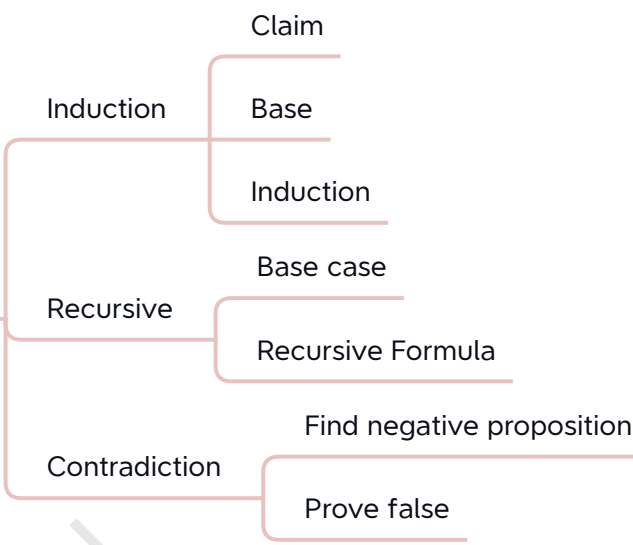 Claim
Induction
Base
Induction
Base case
Recursive
Recursive Formula
Find negative proposition
Contradiction
Prove false